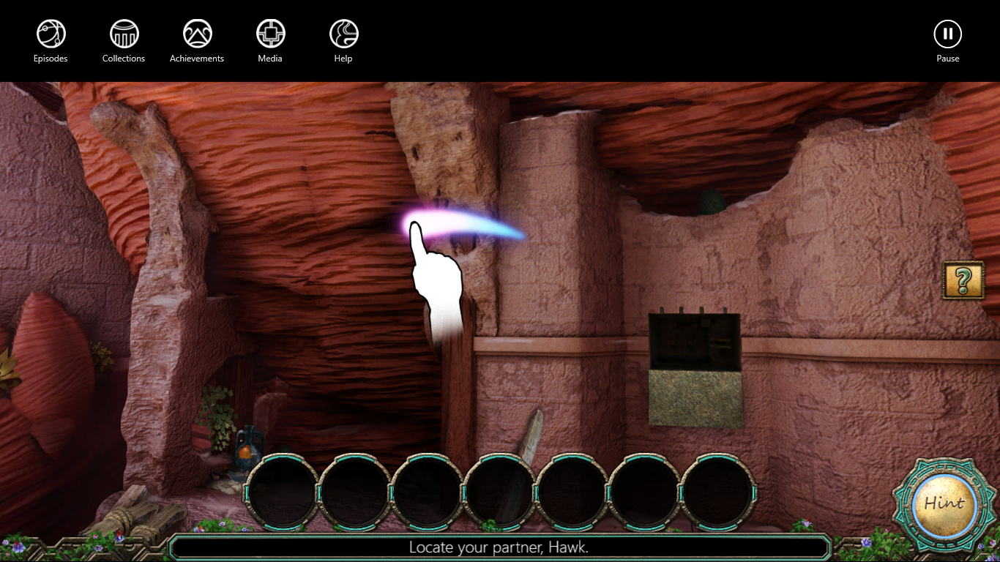 Episodes
Collections
Achievements
Media
Help
Pause
?
Hint
Locate your partner, Hawk.